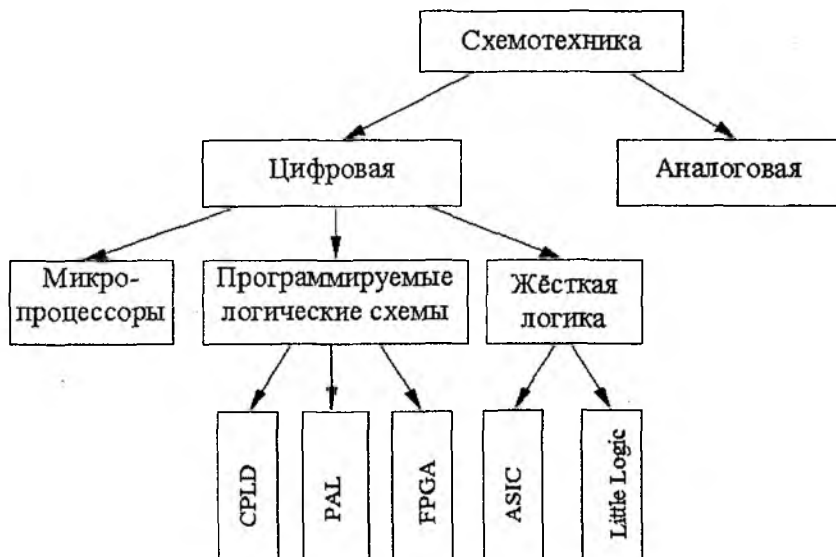 Схемотехника
Цифровая
Аналоговая
Микро-
процессоры
Программируемые
логические схемы
Жёсткая
логика
CPLD
PAL
FPGA
ASIC
Little Logic